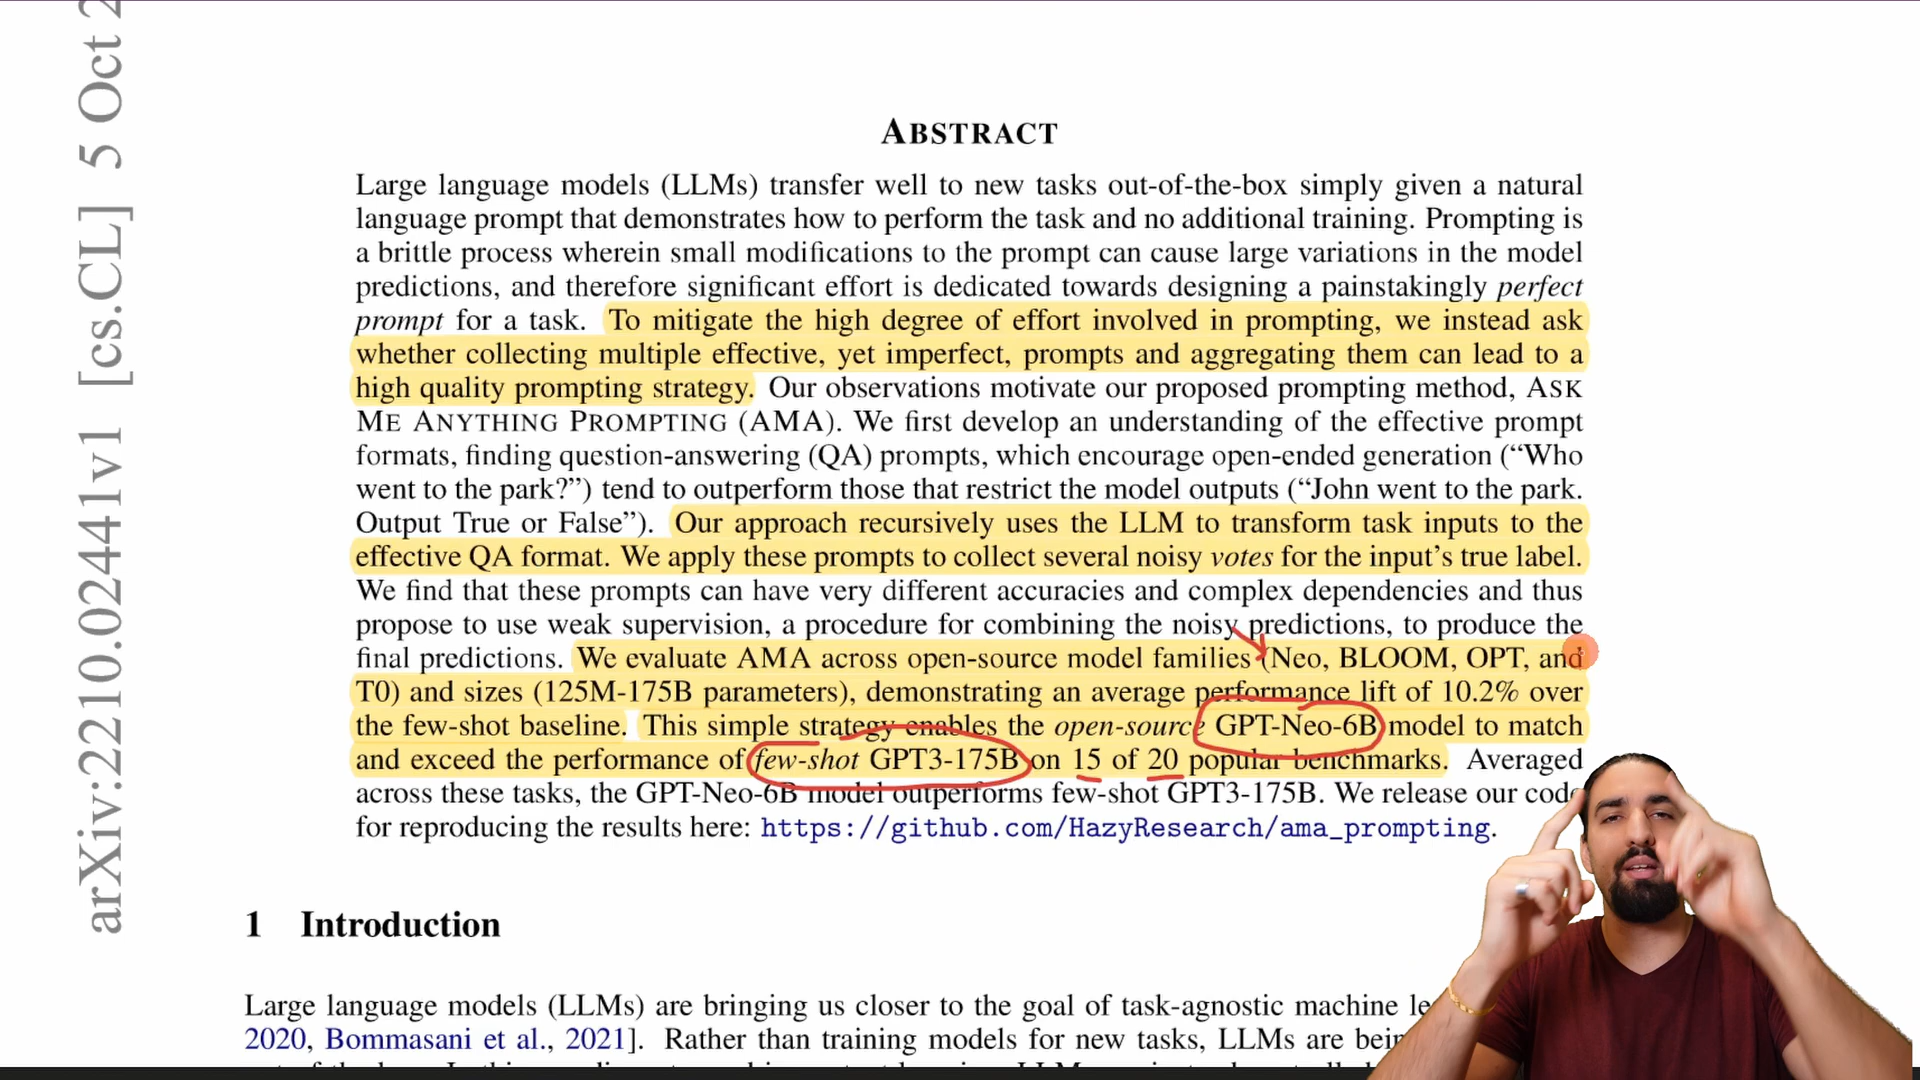 arXiv:2210.02441v1 [cs.CL] 5 Oct 2
ABSTRACT
Large language models (LLMs) transfer well to new tasks out-of-the-box simply given a natural
language prompt that demonstrates how to perform the task and no additional training. Prompting is
a brittle process wherein small modifications to the prompt can cause large variations in the model
predictions, and therefore significant effort is dedicated towards designing a painstakingly perfect
prompt for a task. To mitigate the high degree of effort involved in prompting, we instead ask
whether collecting multiple effective, yet imperfect, prompts and aggregating them can lead to a
high quality prompting strategy. Our observations motivate our proposed prompting method, ASK
ME ANYTHING PROMPTING (AMA). We first develop an understanding of the effective prompt
formats, finding question-answering (QA) prompts, which encourage open-ended generation (“Who
went to the park?”) tend to outperform those that restrict the model outputs (“John went to the park.
Output True or False”). Our approach recursively uses the LLM to transform task inputs to the
effective QA format. We apply these prompts to collect several noisy votes for the input’s true label.
We find that these prompts can have very different accuracies and complex dependencies and thus
propose to use weak supervision, a procedure for combining the noisy predictions, to produce the
final predictions. We evaluate AMA across open-source model families (Neo, BLOOM, OPT, and
T0) and sizes (125M-175B parameters), demonstrating an average performance lift of 10.2% over
the few-shot baseline. This simple strategy enables the open-source GPT-Neo-6B model to match
and exceed the performance of few-shot GPT3-175B on 15 of 20 popular benchmarks. Averaged
across these tasks, the GPT-Neo-6B model outperforms few-shot GPT3-175B. We release our code
for reproducing the results here: https://github.com/HazyResearch/ama_prompting.
1 Introduction
Large language models (LLMs) are bringing us closer to the goal of task-agnostic machine le
2020, Bommasani et al., 2021]. Rather than training models for new tasks, LLMs are bein